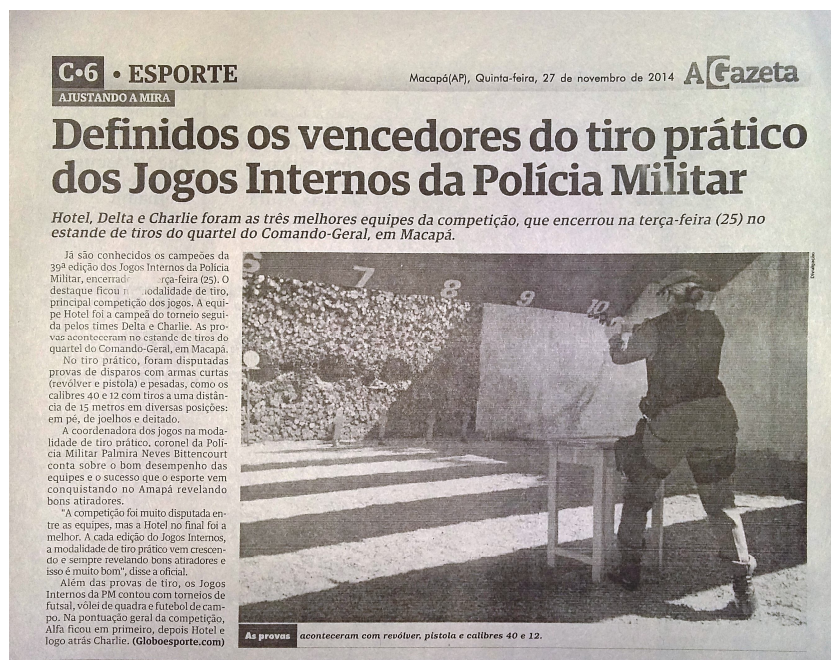 C•6 • ESPORTE
Macapá(AP), Quinta-feira, 27 de novembro de 2014 A Gazeta
AJUSTANDO A MIRA
Definidos os vencedores do tiro prático
dos Jogos Internos da Polícia Militar
Hotel, Delta e Charlie foram as três melhores equipes da competição, que encerrou na terça-feira (25) no
estande de tiros do quartel do Comando-Geral, em Macapá.
Já são conhecidos os campeões da
39ª edição dos Jogos Internos da Polícia
Militar, encerrad rça-feira (25). O
destaque ficou n odalidade de tiro,
principal competição dos jogos. A equi-
pe Hotel foi a campeã do torneio segui-
da pelos times Delta e Charlie. As pro-
vas aconteceram no estande de tiros do
quartel do Comando-Geral, em Macapá.
No tiro prático, foram disputadas
provas de disparos com armas curtas
(revólver e pistola) e pesadas, como os
calibres 40 e 12 com tiros a uma distân-
cia de 15 metros em diversas posições:
em pé, de joelhos e deitado.
A coordenadora dos jogos na moda-
lidade de tiro prático, coronel da Polí-
cia Militar Palmira Neves Bittencourt
conta sobre o bom desempenho das
equipes e o sucesso que o esporte vem
conquistando no Amapá revelando
bons atiradores.
"A competição foi muito disputada en-
tre as equipes, mas a Hotel no final foi a
melhor. A cada edição do Jogos Internos,
a modalidade de tiro prático vem crescen-
do e sempre revelando bons atiradores e
isso é muito bom", disse a oficial.
Além das provas de tiro, os Jogos
Internos da PM contou com torneios de
futsal, vôlei de quadra e futebol de cam-
po. Na pontuação geral da competição,
Alfa ficou em primeiro, depois Hotel e
logo atrás Charlie. (Globoesporte.com)
6 7 8 9 10
Divulgação
As provas aconteceram com revólver, pistola e calibres 40 e 12.